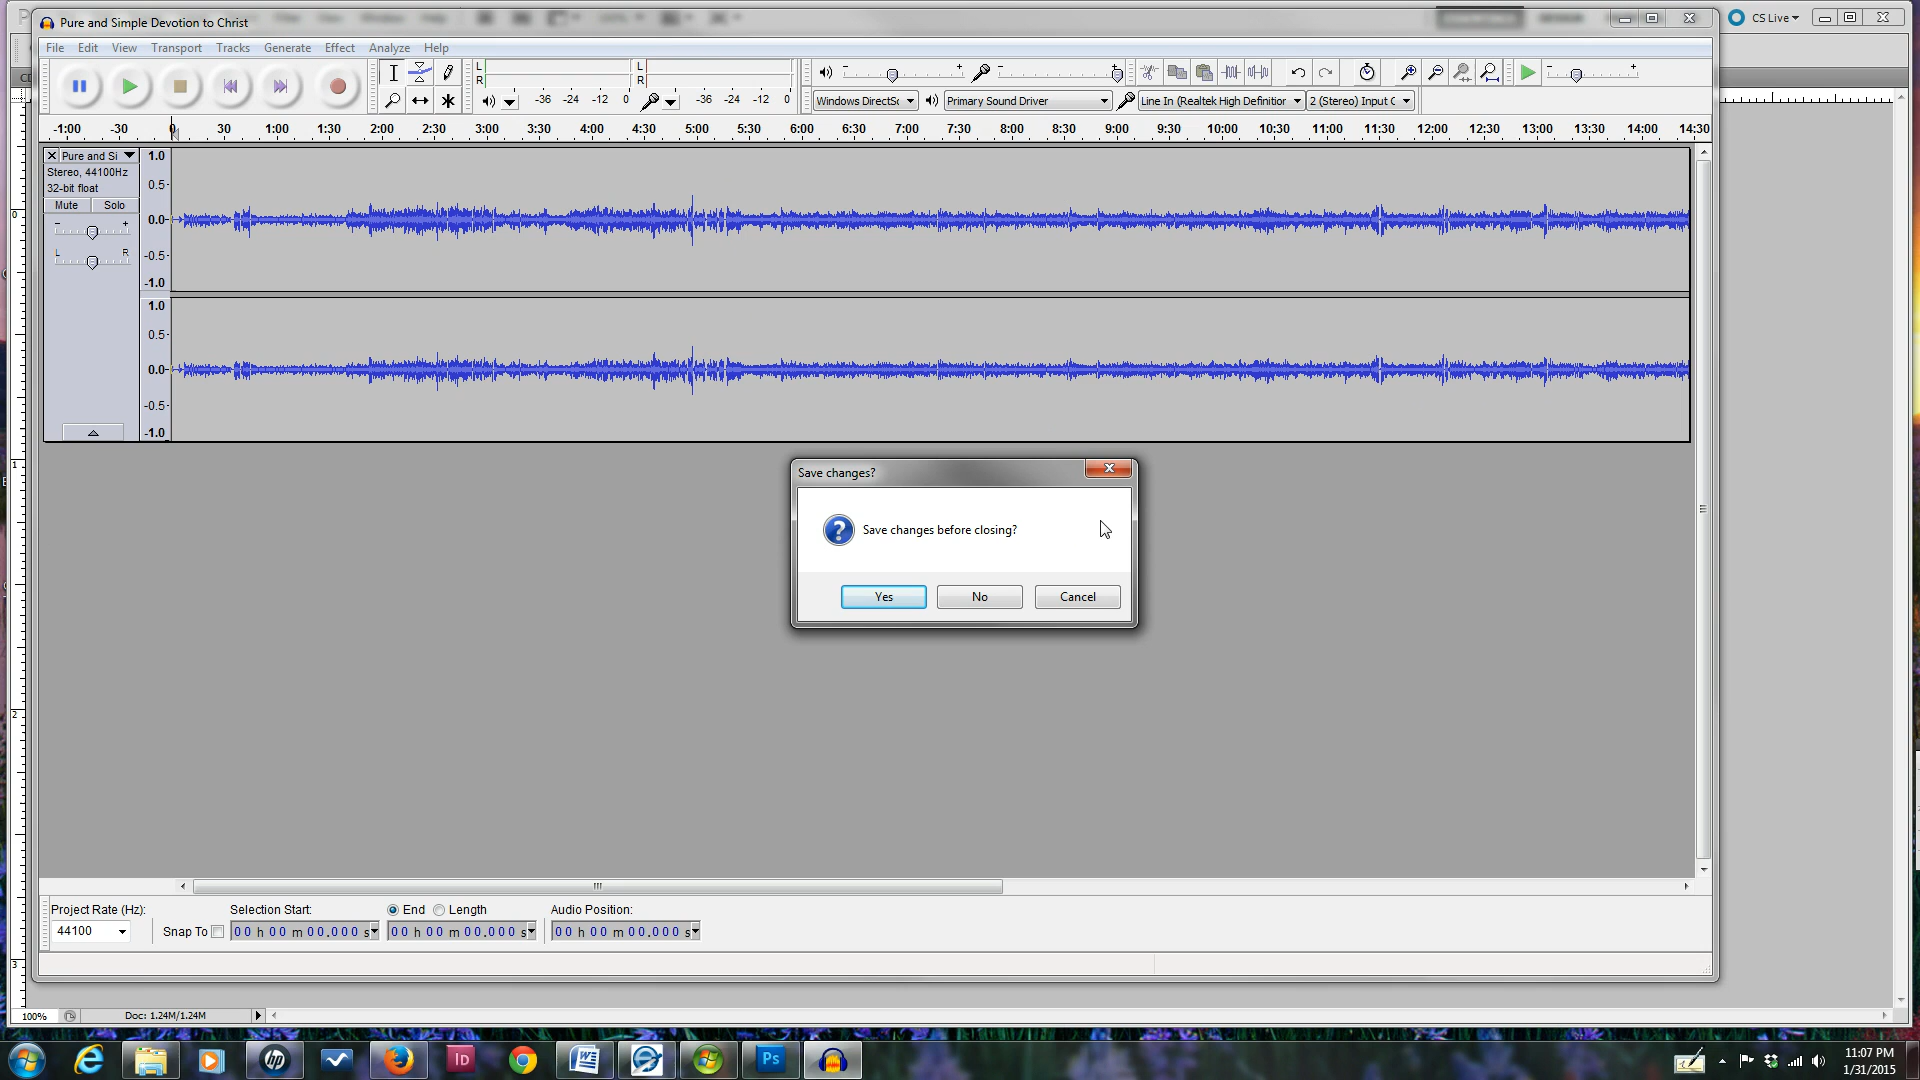 Pure and Simple Devotion to Christ
CS Live
File Edit View Transport Tracks Generate Effect Analyze Help
L
R
-36 -24 -12 0
L
R
-36 -24 -12 0
Windows DirectSo
Primary Sound Driver
Line In (Realtek High Definition
2 (Stereo) Input C
-1:00 -30 0 30 1:00 1:30 2:00 2:30 3:00 3:30 4:00 4:30 5:00 5:30 6:00 6:30 7:00 7:30 8:00 8:30 9:00 9:30 10:00 10:30 11:00 11:30 12:00 12:30 13:00 13:30 14:00 14:30
Pure and Si
Stereo, 44100Hz
32-bit float
Mute Solo
- +
L R
1.0
0.5-
0.0-
-0.5-
-1.0
1.0
0.5-
0.0-
-0.5-
-1.0
Save changes?
Save changes before closing?
Yes No Cancel
Project Rate (Hz):
44100
Snap To
Selection Start:
00 h 00 m 00.000 s
End Length
00 h 00 m 00.000 s
Audio Position:
00 h 00 m 00.000 s
0
1
2
3
100%
Doc: 1.24M/1.24M
hp
Id
W
Ps
11:07 PM
1/31/2015